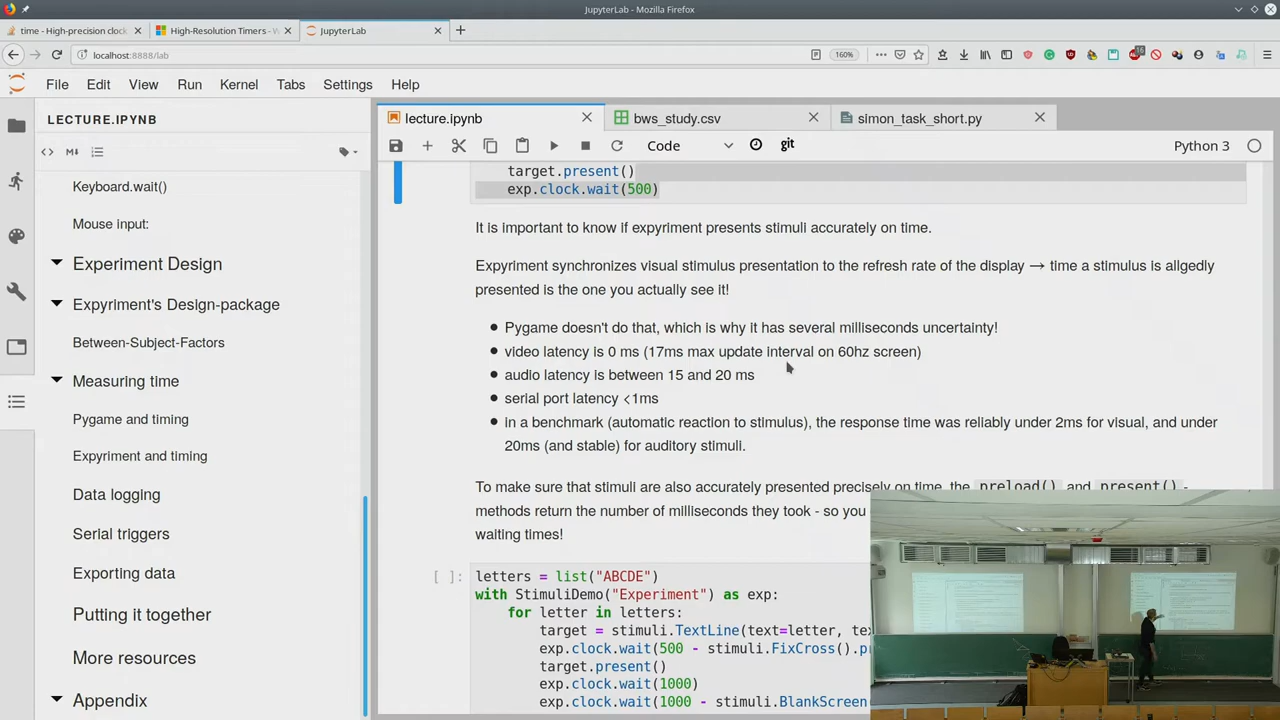 JupyterLab - Mozilla Firefox
time - High-precision clock
High-Resolution Timers - W
JupyterLab
localhost:8888/lab
160%
16
File Edit View Run Kernel Tabs Settings Help
LECTURE.IPYNB
Keyboard.wait()
Mouse input:
Experiment Design
Expyriment's Design-package
Between-Subject-Factors
Measuring time
Pygame and timing
Expyriment and timing
Data logging
Serial triggers
Exporting data
Putting it together
More resources
Appendix
lecture.ipynb
bws_study.csv
simon_task_short.py
Code
git
Python 3
target.present()
exp.clock.wait(500)
It is important to know if expyriment presents stimuli accurately on time.
Expyriment synchronizes visual stimulus presentation to the refresh rate of the display → time a stimulus is allgedly
presented is the one you actually see it!
• Pygame doesn't do that, which is why it has several milliseconds uncertainty!
• video latency is 0 ms (17ms max update interval on 60hz screen)
• audio latency is between 15 and 20 ms
• serial port latency <1ms
• in a benchmark (automatic reaction to stimulus), the response time was reliably under 2ms for visual, and under
20ms (and stable) for auditory stimuli.
To make sure that stimuli are also accurately presented precisely on time, the preload() and present() -
methods return the number of milliseconds they took - so you
waiting times!
[ ]:
letters = list("ABCDE")
with StimuliDemo("Experiment") as exp:
for letter in letters:
target = stimuli.TextLine(text=letter, tex
exp.clock.wait(500 - stimuli.FixCross().pr
target.present()
exp.clock.wait(1000)
exp.clock.wait(1000 - stimuli.BlankScreen